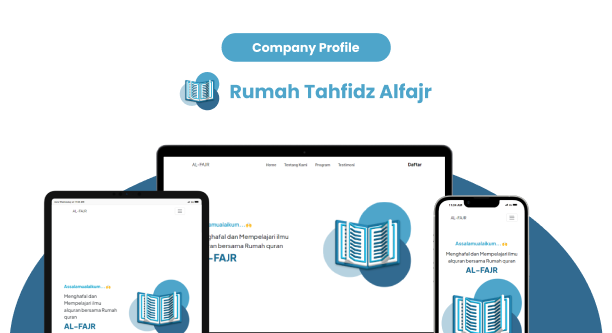 Company Profile
Rumah Tahfidz Alfajr
AL-FAJR
Home Tentang Kami Program Testimoni
Daftar
mualaikum...
nghafal dan Mempelajari ilmu
an bersama Rumah quran
-FAJR
AL-FAJR
Assalamualaikum...
Menghafal dan
Mempelajari ilmu
alquran bersama Rumah
quran
AL-FAJR
AL-FAJR
Assalamualaikum...
Menghafal dan Mempelajari ilmu
alquran bersama Rumah quran
AL-FAJR